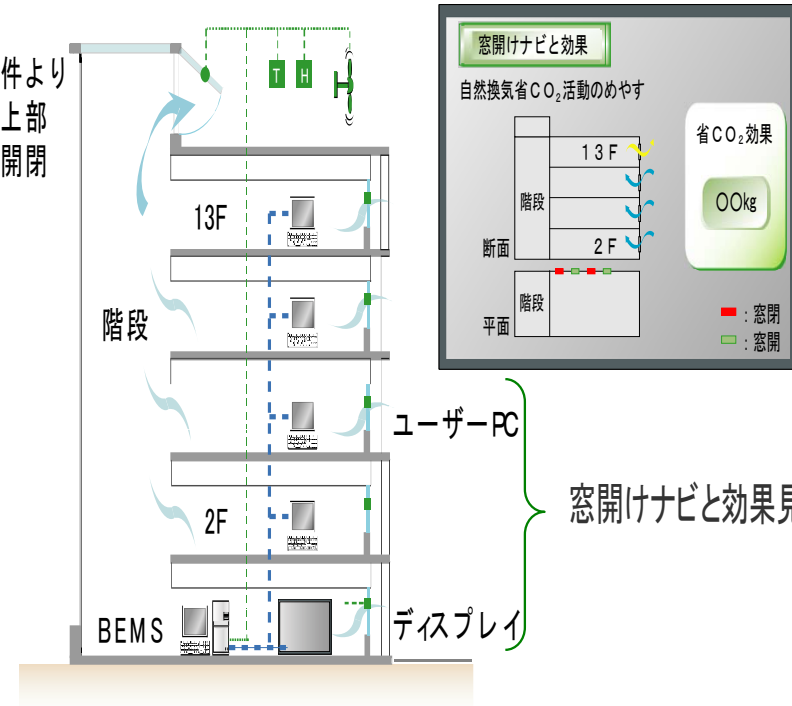 件より
上部
開閉
T H
13F
階段
2F
BEMS
ユーザーPC
ディスプレイ
窓開けナビと効果見
窓開けナビと効果
自然換気省CO₂活動のめやす
13F
階段
2F
断面
階段
平面
省CO₂効果
〇〇kg
:窓閉
:窓開